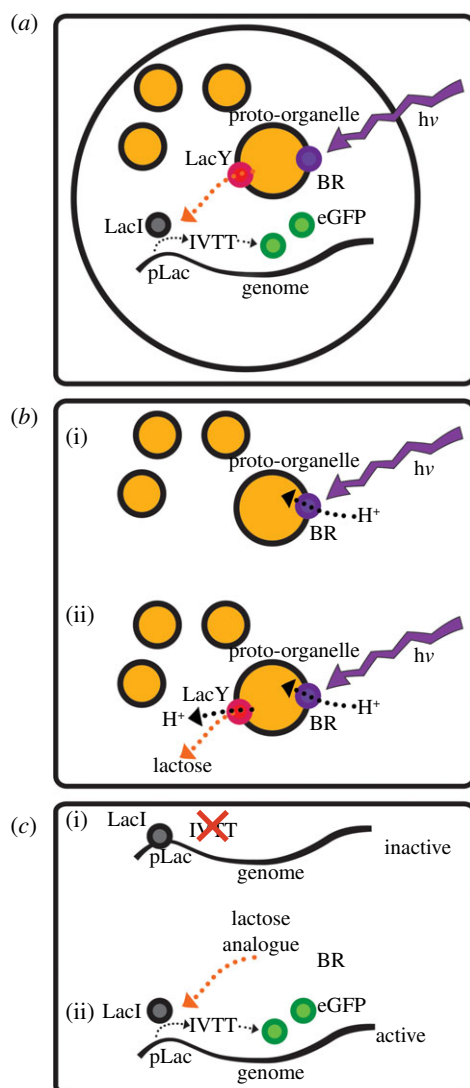 (a)
proto-organelle
hν
LacY
BR
LacI
eGFP
IVTT
pLac
genome
(b)
(i)
proto-organelle
hν
H+
BR
(ii)
proto-organelle
hν
LacY
H+
H+
BR
lactose
(c)
(i)
LacI
IVTT
pLac
inactive
genome
lactose
analogue
BR
(ii)
LacI
eGFP
IVTT
active
pLac
genome